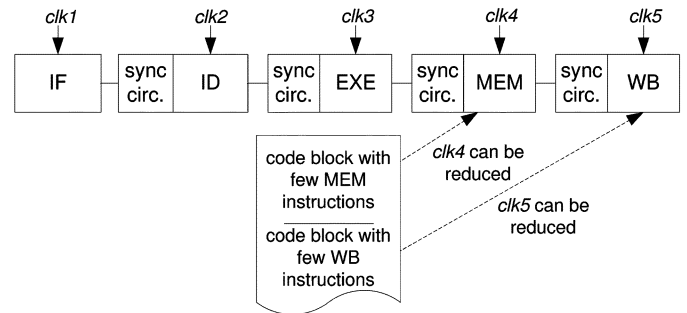 clk1 clk2 clk3 clk4 clk5
IF sync circ. ID sync circ. EXE sync circ. MEM sync circ. WB
code block with
few MEM
instructions
clk4 can be
reduced
code block with
few WB
instructions
clk5 can be
reduced